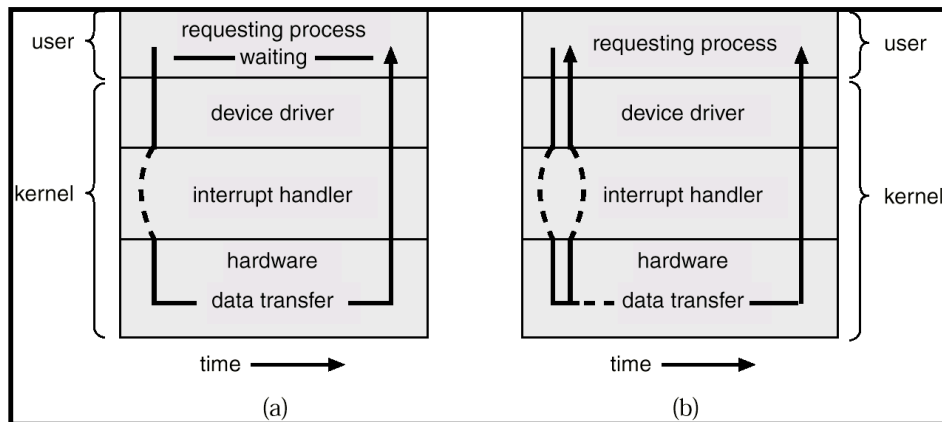 user
requesting process
waiting
device driver
kernel
interrupt handler
hardware
data transfer
time
(a)
requesting process
user
device driver
interrupt handler
kernel
hardware
data transfer
time
(b)